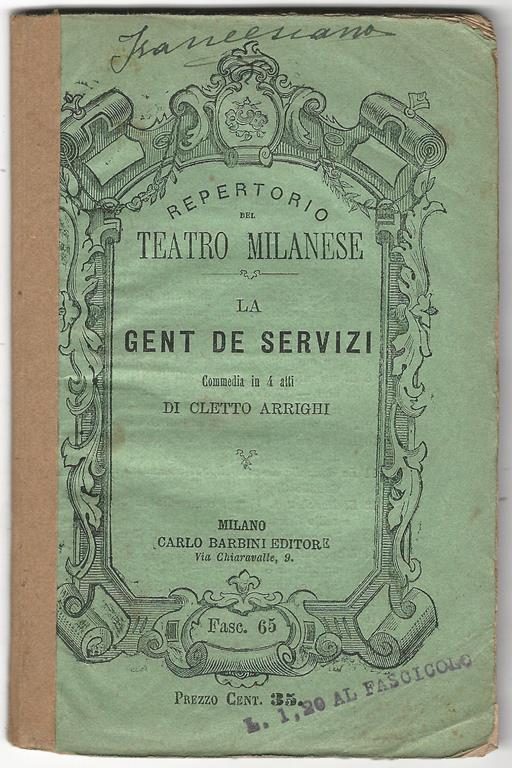 Francescano
REPERTORIO
DEL
TEATRO MILANESE
LA
GENT DE SERVIZI
Commedia in 4 atti
DI CLETTO ARRIGHI
MILANO
CARLO BARBINI EDITORE
Via Chiaravalle, 9.
Fasc. 65
PREZZO CENT. 35.
L. 1,20 AL FASCICOLO